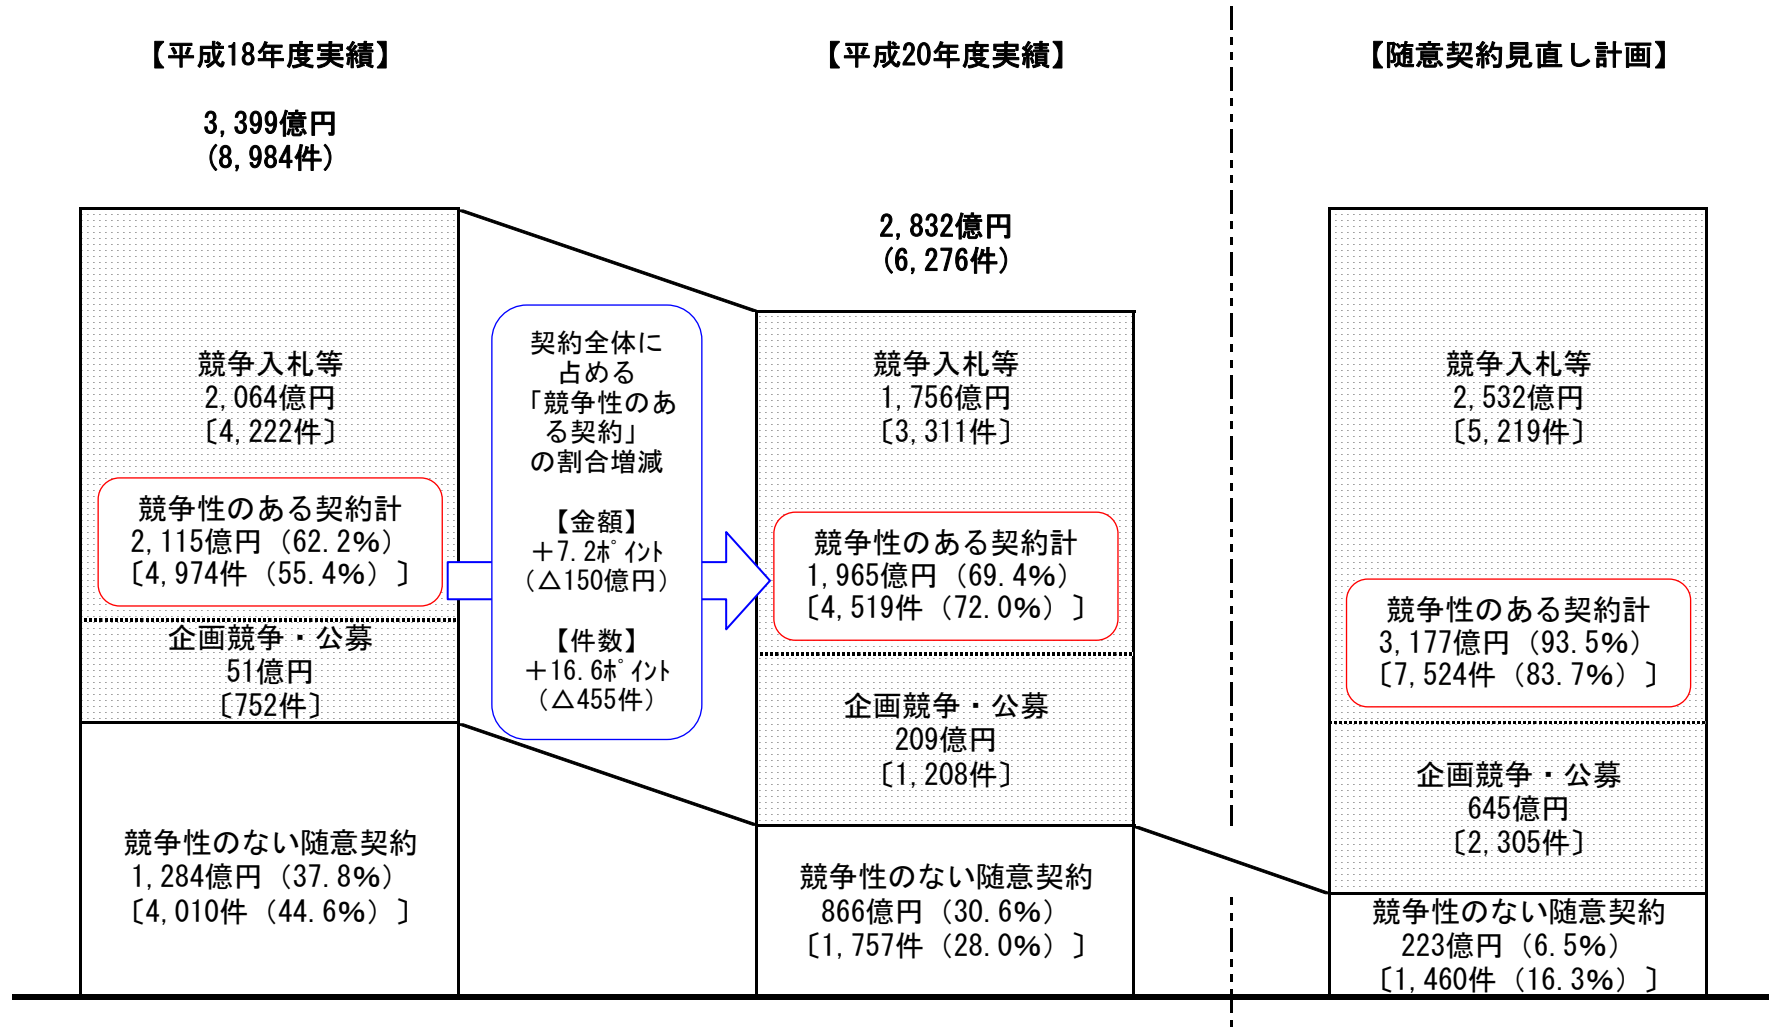 【平成18年度実績】
3,399億円
(8,984件)
競争入札等
2,064億円
〔4,222件〕
競争性のある契約計
2,115億円（62.2%）
〔4,974件（55.4%）〕
企画競争・公募
51億円
〔752件〕
競争性のない随意契約
1,284億円（37.8%）
〔4,010件（44.6%）〕
契約全体に
占める
「競争性のあ
る契約」
の割合増減
【金額】
＋7.2ﾎﾟｲﾝﾄ
（△150億円）
【件数】
＋16.6ﾎﾟｲﾝﾄ
（△455件）
【平成20年度実績】
2,832億円
(6,276件)
競争入札等
1,756億円
〔3,311件〕
競争性のある契約計
1,965億円（69.4%）
〔4,519件（72.0%）〕
企画競争・公募
209億円
〔1,208件〕
競争性のない随意契約
866億円（30.6%）
〔1,757件（28.0%）〕
【随意契約見直し計画】
競争入札等
2,532億円
〔5,219件〕
競争性のある契約計
3,177億円（93.5%）
〔7,524件（83.7%）〕
企画競争・公募
645億円
〔2,305件〕
競争性のない随意契約
223億円（6.5%）
〔1,460件（16.3%）〕